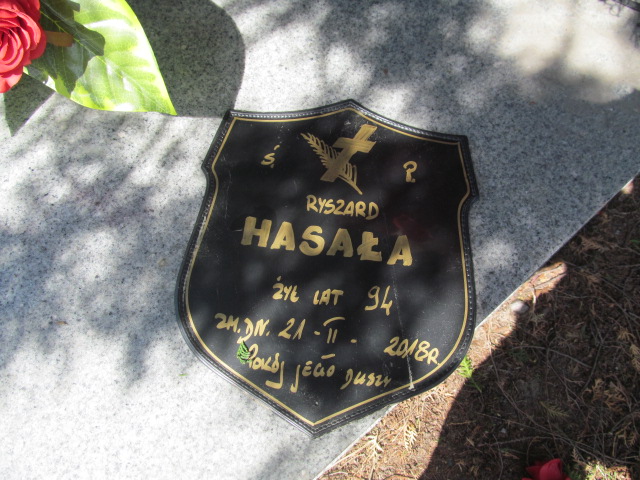 Ś. P.
RYSZARD
HASAŁA
ŻYŁ LAT 94
ZM. DN. 21-II-2018R
Pokój JEGO DUSZY